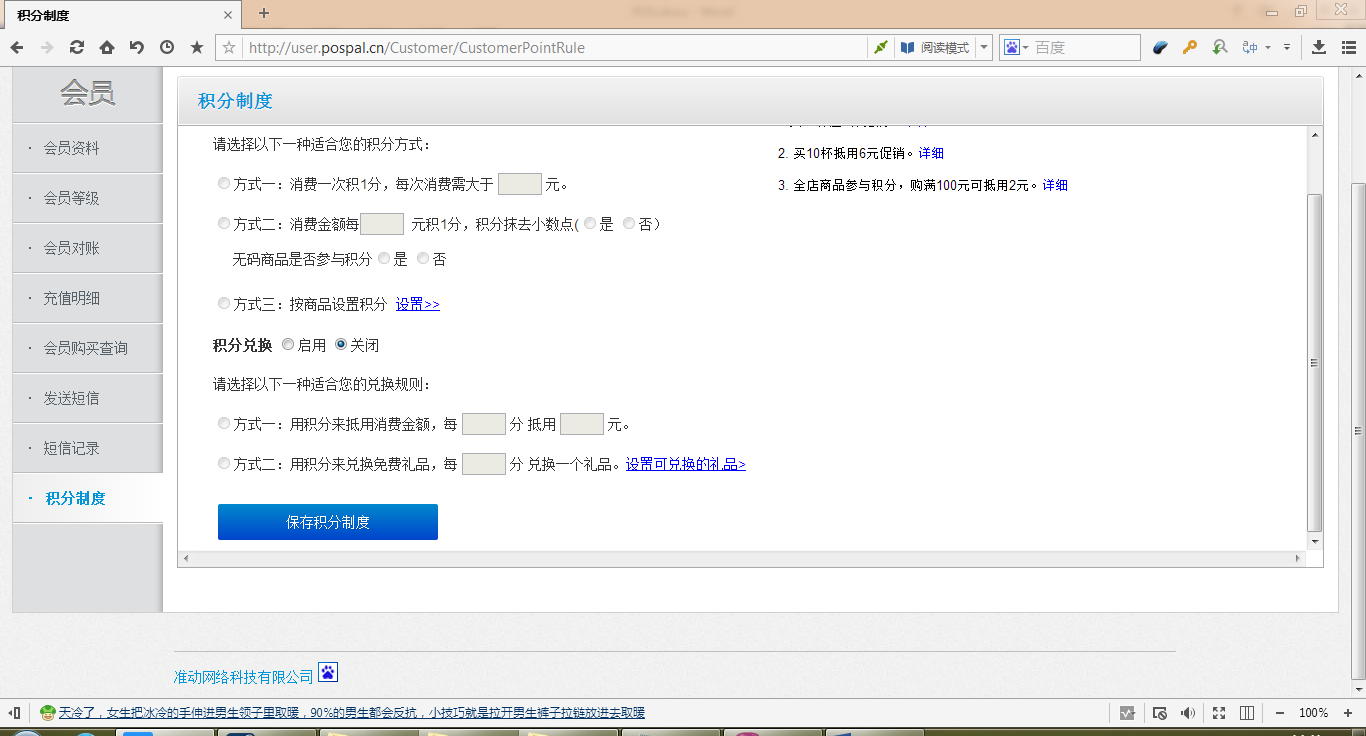 积分制度
http://user.pospal.cn/Customer/CustomerPointRule
阅读模式
百度
会员
· 会员资料
· 会员等级
· 会员对账
· 充值明细
· 会员购买查询
· 发送短信
· 短信记录
· 积分制度
积分制度
请选择以下一种适合您的积分方式：
方式一：消费一次积1分，每次消费需大于 元。
方式二：消费金额每 元积1分，积分抹去小数点( 是 否）
无码商品是否参与积分 是 否
方式三：按商品设置积分 设置>>
积分兑换 启用 关闭
请选择以下一种适合您的兑换规则：
方式一：用积分来抵用消费金额，每 分 抵用 元。
方式二：用积分来兑换免费礼品，每 分 兑换一个礼品。设置可兑换的礼品>
保存积分制度
2. 买10杯抵用6元促销。详细
3. 全店商品参与积分，购满100元可抵用2元。详细
准动网络科技有限公司
天冷了，女生把冰冷的手伸进男生领子里取暖，90%的男生都会反抗，小技巧就是拉开男生裤子拉链放进去取暖
100%